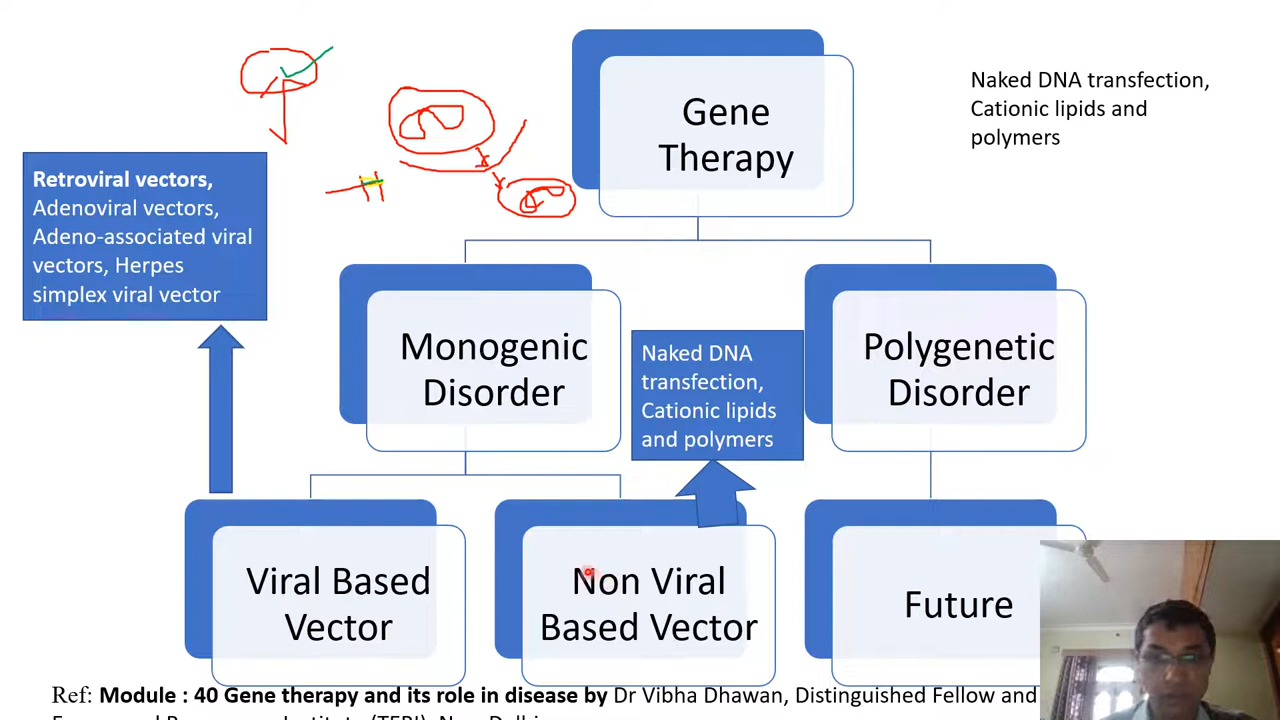 Gene
Therapy
Naked DNA transfection,
Cationic lipids and
polymers
Retroviral vectors,
Adenoviral vectors,
Adeno-associated viral
vectors, Herpes
simplex viral vector
Monogenic
Disorder
Naked DNA
transfection,
Cationic lipids
and polymers
Polygenetic
Disorder
Viral Based
Vector
Non Viral
Based Vector
Future
Ref: Module : 40 Gene therapy and its role in disease by Dr Vibha Dhawan, Distinguished Fellow and